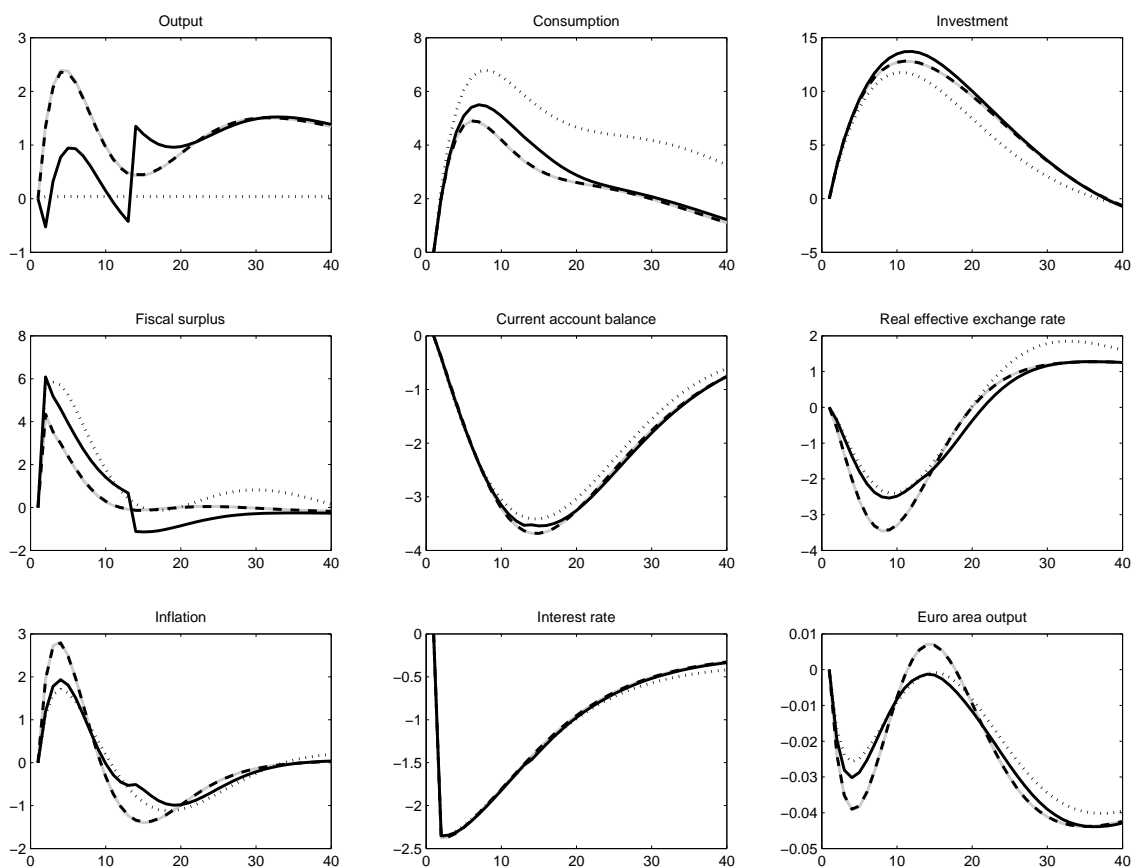 Output
Consumption
Investment
3
2
1
0
−1
0 10 20 30 40
8
6
4
2
0
0 10 20 30 40
15
10
5
0
−5
0 10 20 30 40
Fiscal surplus
Current account balance
Real effective exchange rate
8
6
4
2
0
−2
0 10 20 30 40
0
−1
−2
−3
−4
0 10 20 30 40
2
1
0
−1
−2
−3
−4
0 10 20 30 40
Inflation
Interest rate
Euro area output
3
2
1
0
−1
−2
0 10 20 30 40
0
−0.5
−1
−1.5
−2
−2.5
0 10 20 30 40
0.01
0
−0.01
−0.02
−0.03
−0.04
−0.05
0 10 20 30 40